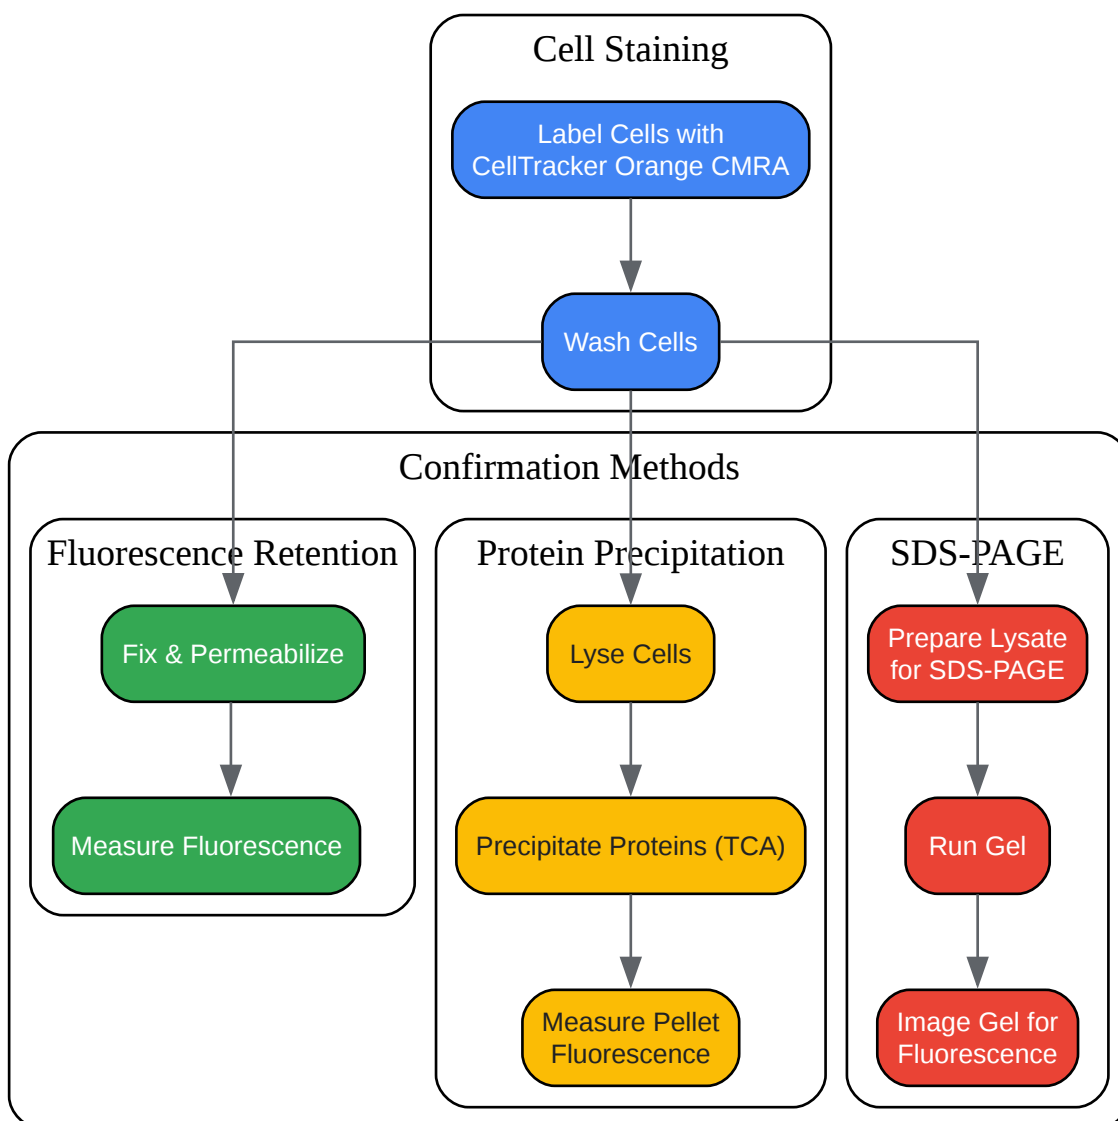 Cell Staining
Label Cells with
CellTracker Orange CMRA
Wash Cells
Confirmation Methods
Fluorescence Retention
Fix & Permeabilize
Measure Fluorescence
Protein Precipitation
Lyse Cells
Precipitate Proteins (TCA)
Measure Pellet
Fluorescence
SDS-PAGE
Prepare Lysate
for SDS-PAGE
Run Gel
Image Gel for
Fluorescence